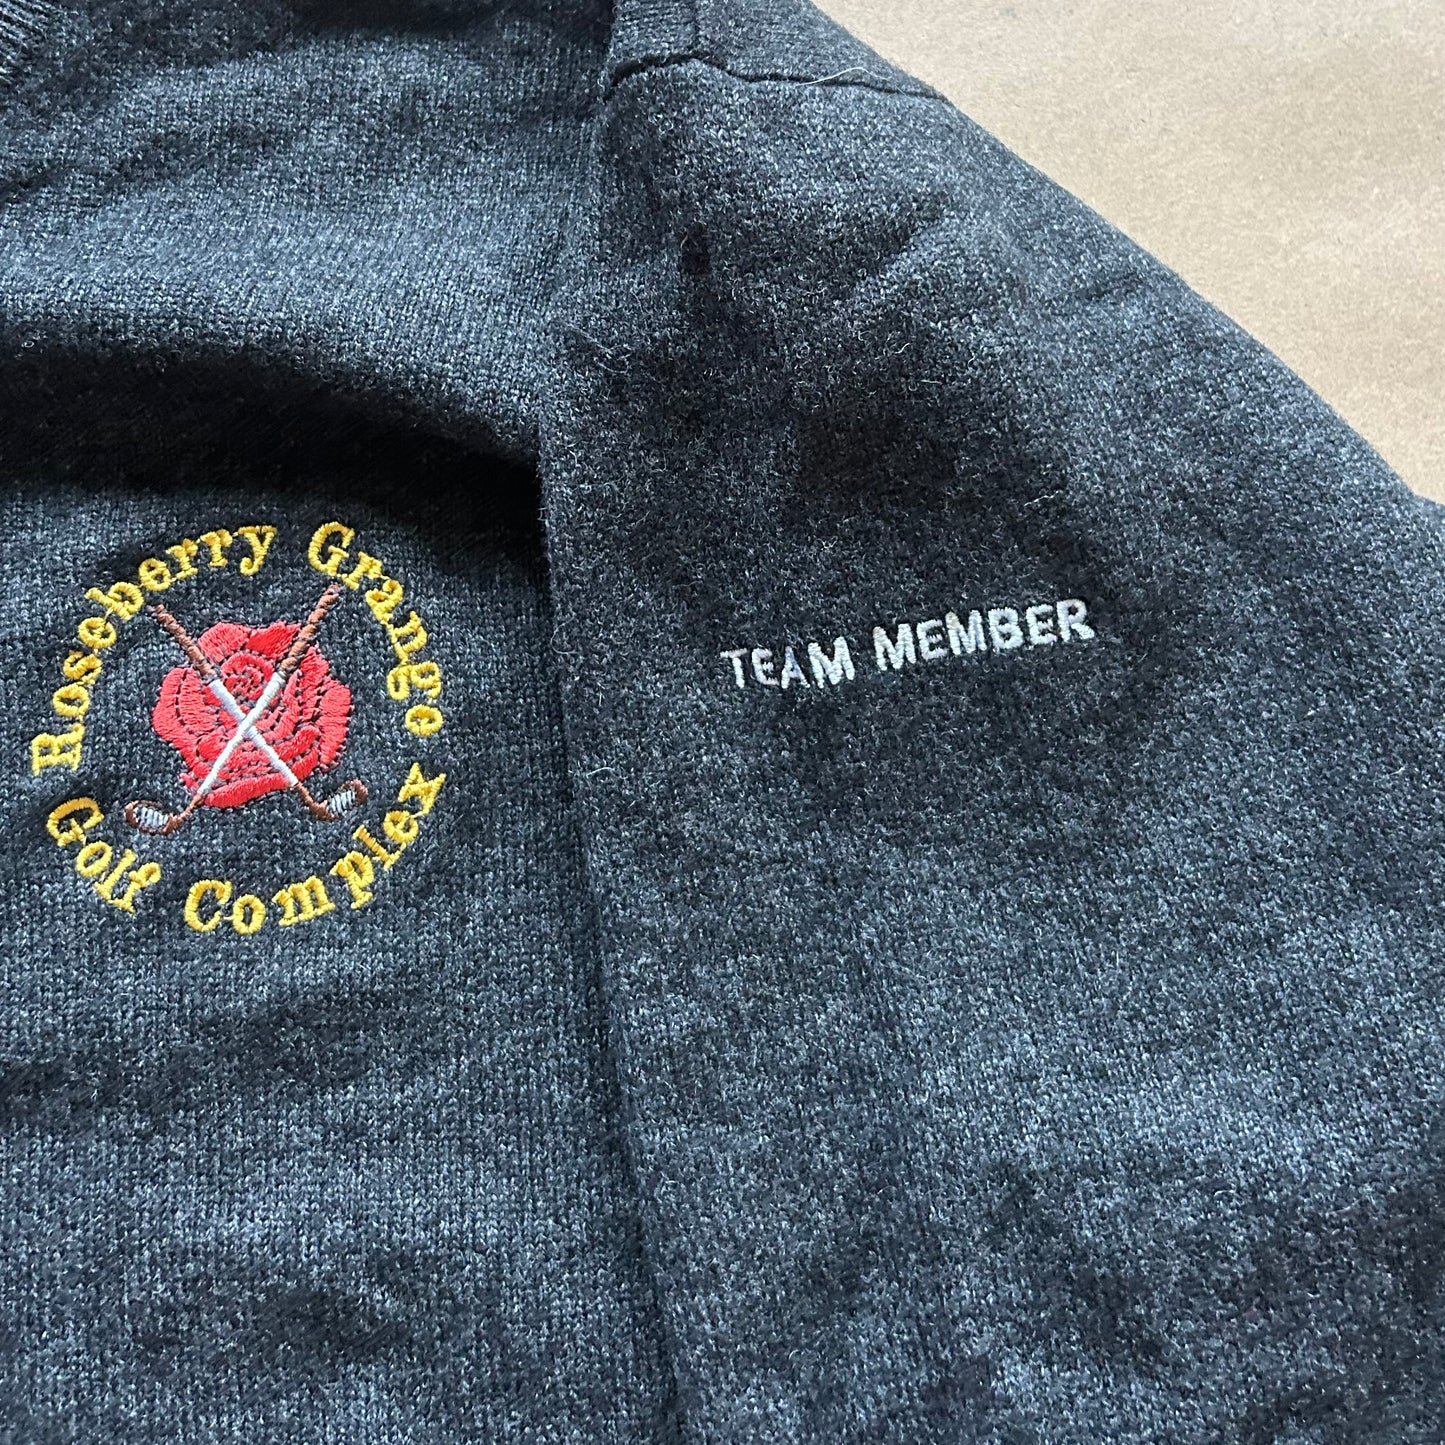 Roseberry Grange
Golf Complex
TEAM MEMBER